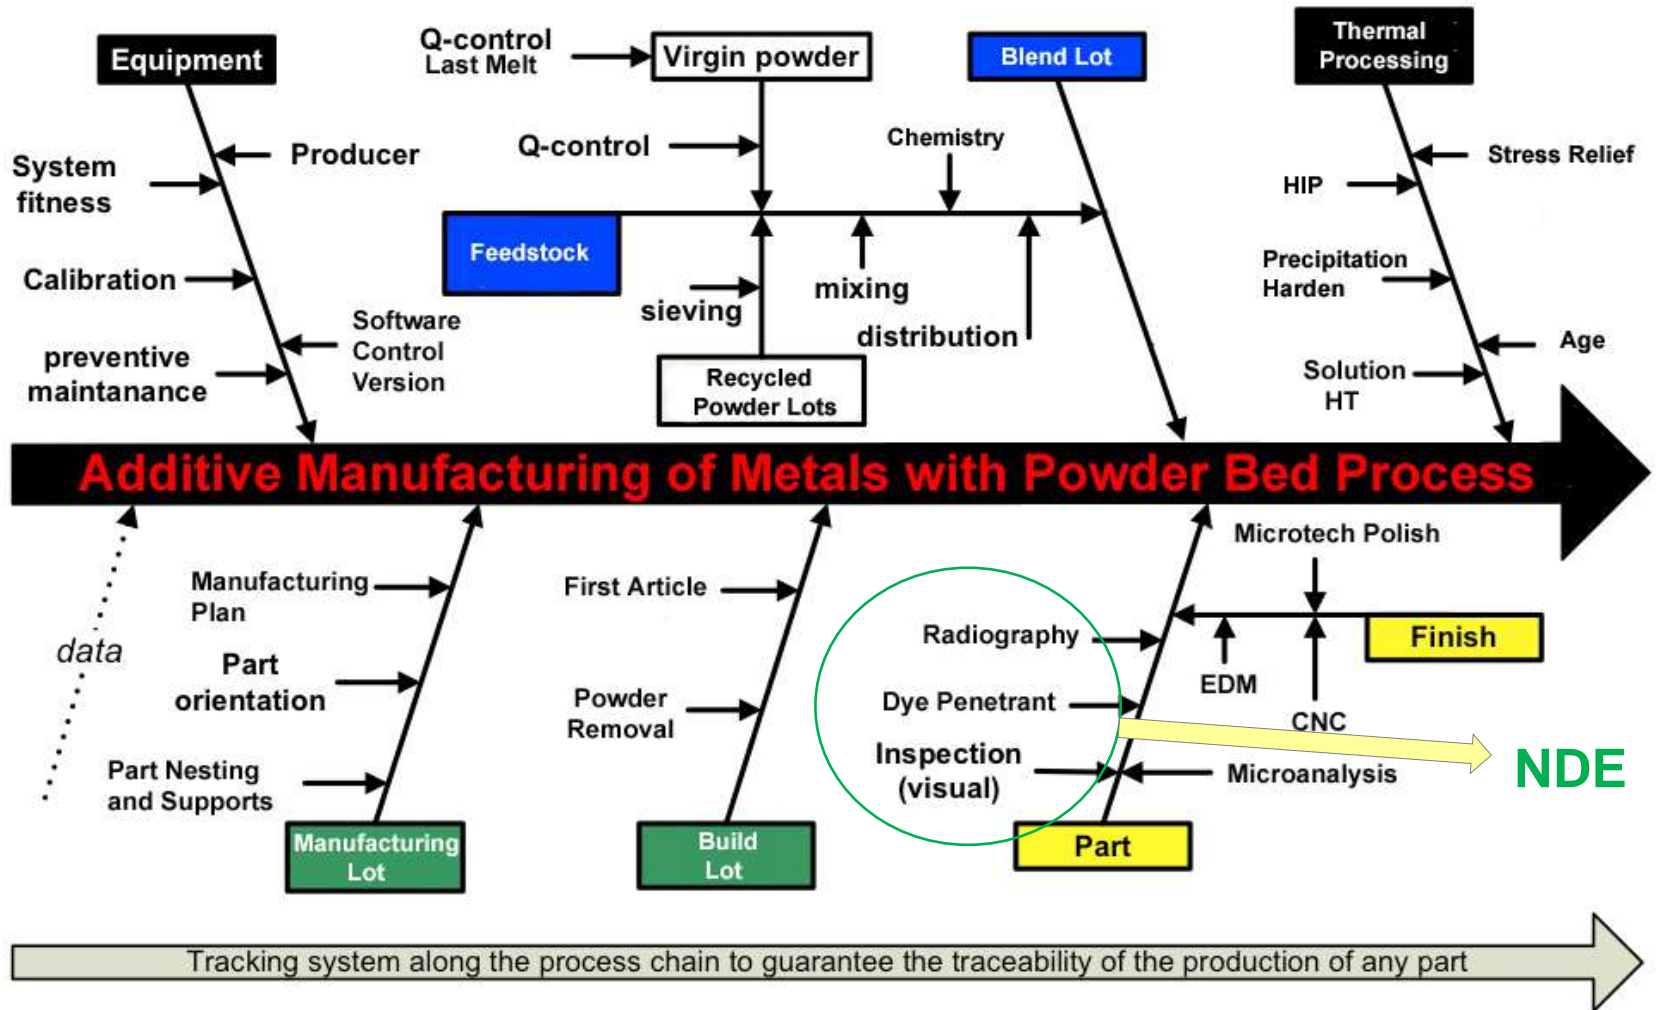 Equipment
Producer
System
fitness
Calibration
Software
Control
Version
preventive
maintanance
Q-control
Last Melt
Virgin powder
Q-control
Chemistry
Feedstock
sieving
mixing
distribution
Recycled
Powder Lots
Blend Lot
Thermal
Processing
Stress Relief
HIP
Precipitation
Harden
Age
Solution
HT
Additive Manufacturing of Metals with Powder Bed Process
data
Manufacturing
Plan
Part
orientation
Part Nesting
and Supports
Manufacturing
Lot
First Article
Powder
Removal
Build
Lot
Microtech Polish
Radiography
Finish
EDM
Dye Penetrant
CNC
Inspection
(visual)
Microanalysis
NDE
Part
Tracking system along the process chain to guarantee the traceability of the production of any part